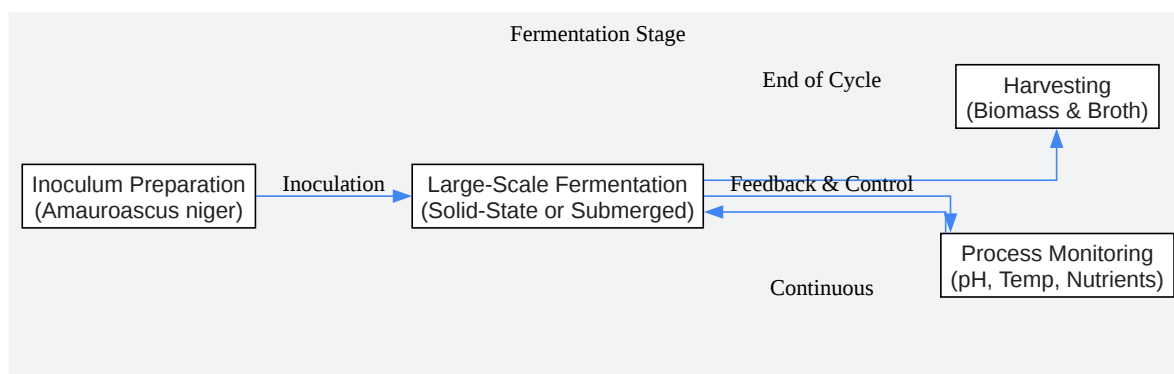 Fermentation Stage
End of Cycle
Harvesting
(Biomass & Broth)
Inoculum Preparation
(Amauroascus niger)
Inoculation
Large-Scale Fermentation
(Solid-State or Submerged)
Feedback & Control
Process Monitoring
(pH, Temp, Nutrients)
Continuous